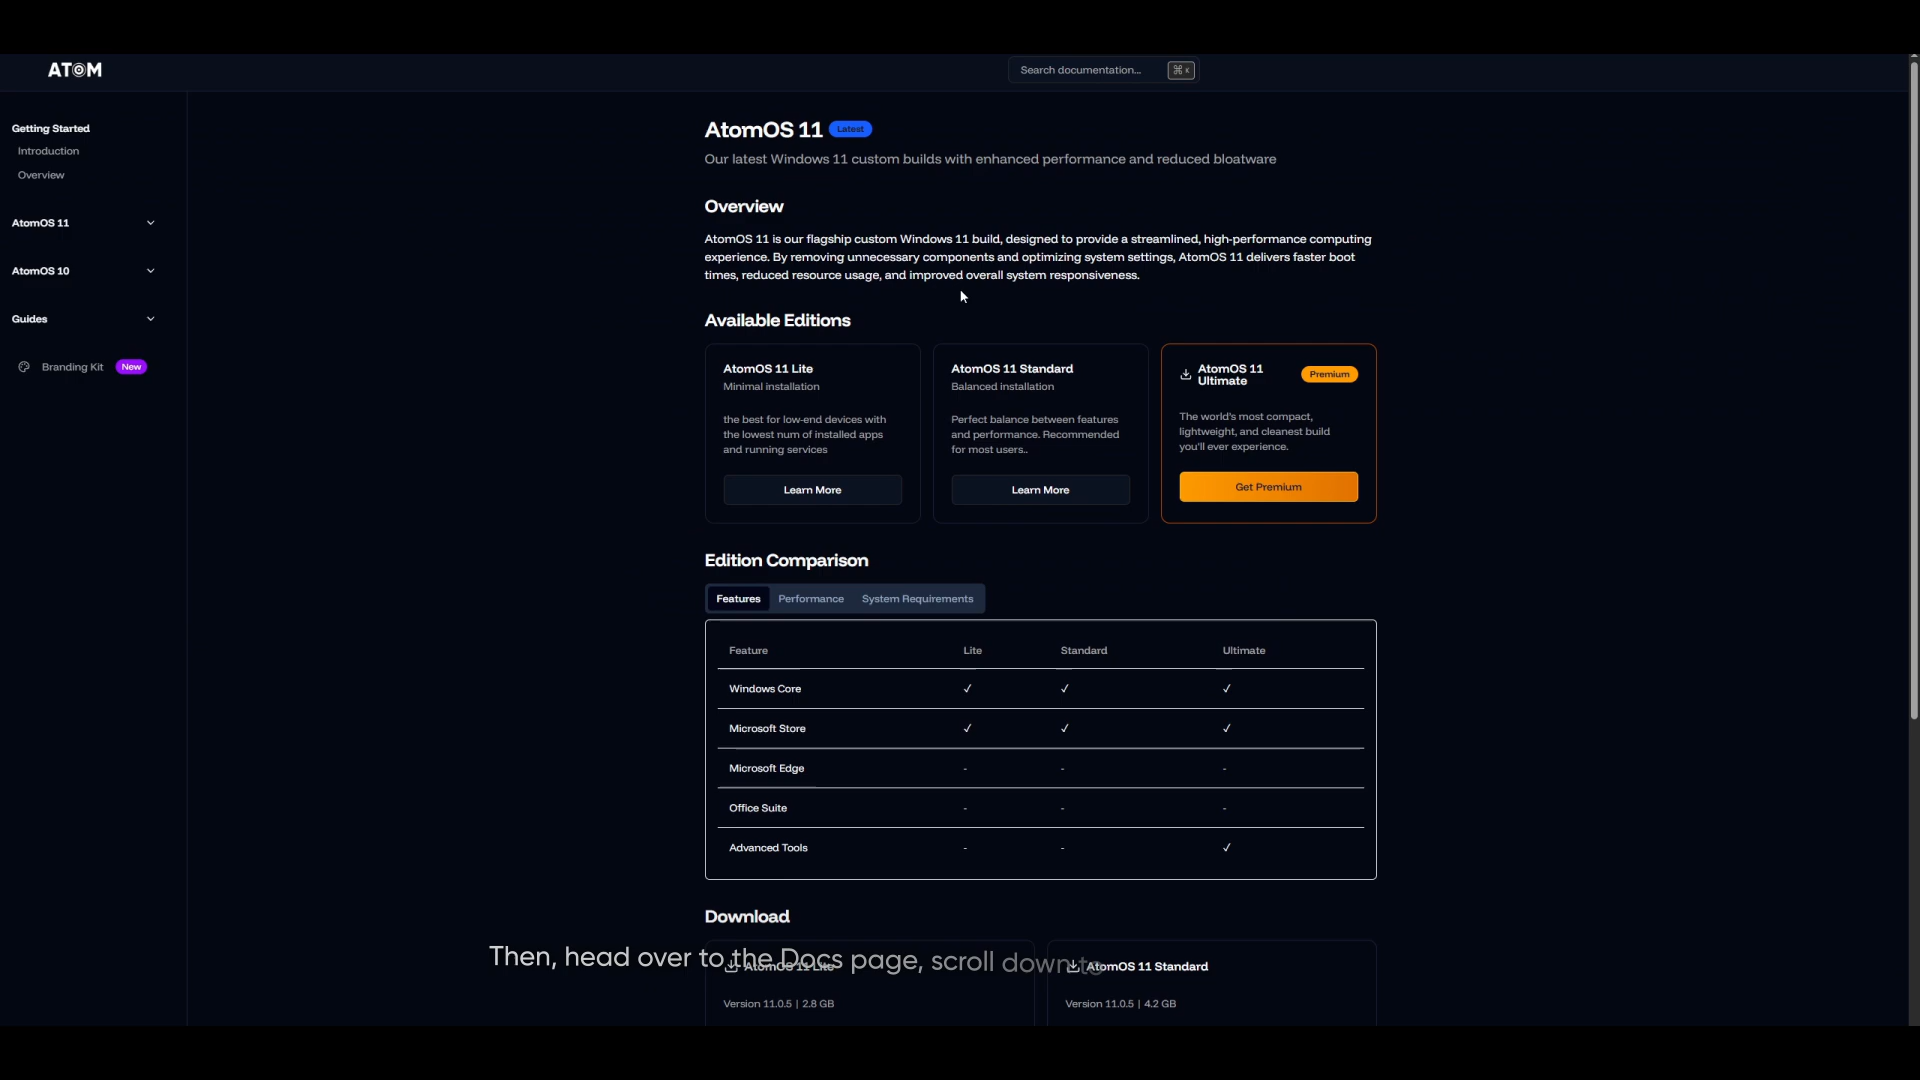 ATOM
Search documentation...
⌘ K
Getting Started
Introduction
Overview
AtomOS 11
AtomOS 10
Guides
Branding Kit New
AtomOS 11 Latest
Our latest Windows 11 custom builds with enhanced performance and reduced bloatware
Overview
AtomOS 11 is our flagship custom Windows 11 build, designed to provide a streamlined, high-performance computing
experience. By removing unnecessary components and optimizing system settings, AtomOS 11 delivers faster boot
times, reduced resource usage, and improved overall system responsiveness.
Available Editions
AtomOS 11 Lite
Minimal installation
the best for low-end devices with
the lowest num of installed apps
and running services
Learn More
AtomOS 11 Standard
Balanced installation
Perfect balance between features
and performance. Recommended
for most users..
Learn More
AtomOS 11
Ultimate
Premium
The world's most compact,
lightweight, and cleanest build
you'll ever experience.
Get Premium
Edition Comparison
Features Performance System Requirements
Feature Lite Standard Ultimate
Windows Core ✓ ✓ ✓
Microsoft Store ✓ ✓ ✓
Microsoft Edge - - -
Office Suite - - -
Advanced Tools - - ✓
Download
Then, head over to the Docs page, scroll down to
AtomOS 11 Lite
Version 11.0.5 | 2.8 GB
AtomOS 11 Standard
Version 11.0.5 | 4.2 GB